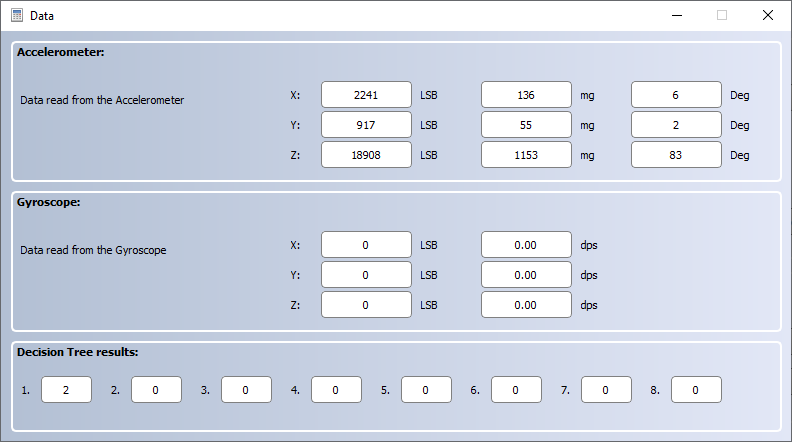 Data
Accelerometer:
Data read from the Accelerometer
X: 2241 LSB 136 mg 6 Deg
Y: 917 LSB 55 mg 2 Deg
Z: 18908 LSB 1153 mg 83 Deg
Gyroscope:
Data read from the Gyroscope
X: 0 LSB 0.00 dps
Y: 0 LSB 0.00 dps
Z: 0 LSB 0.00 dps
Decision Tree results:
1. 2 2. 0 3. 0 4. 0 5. 0 6. 0 7. 0 8. 0